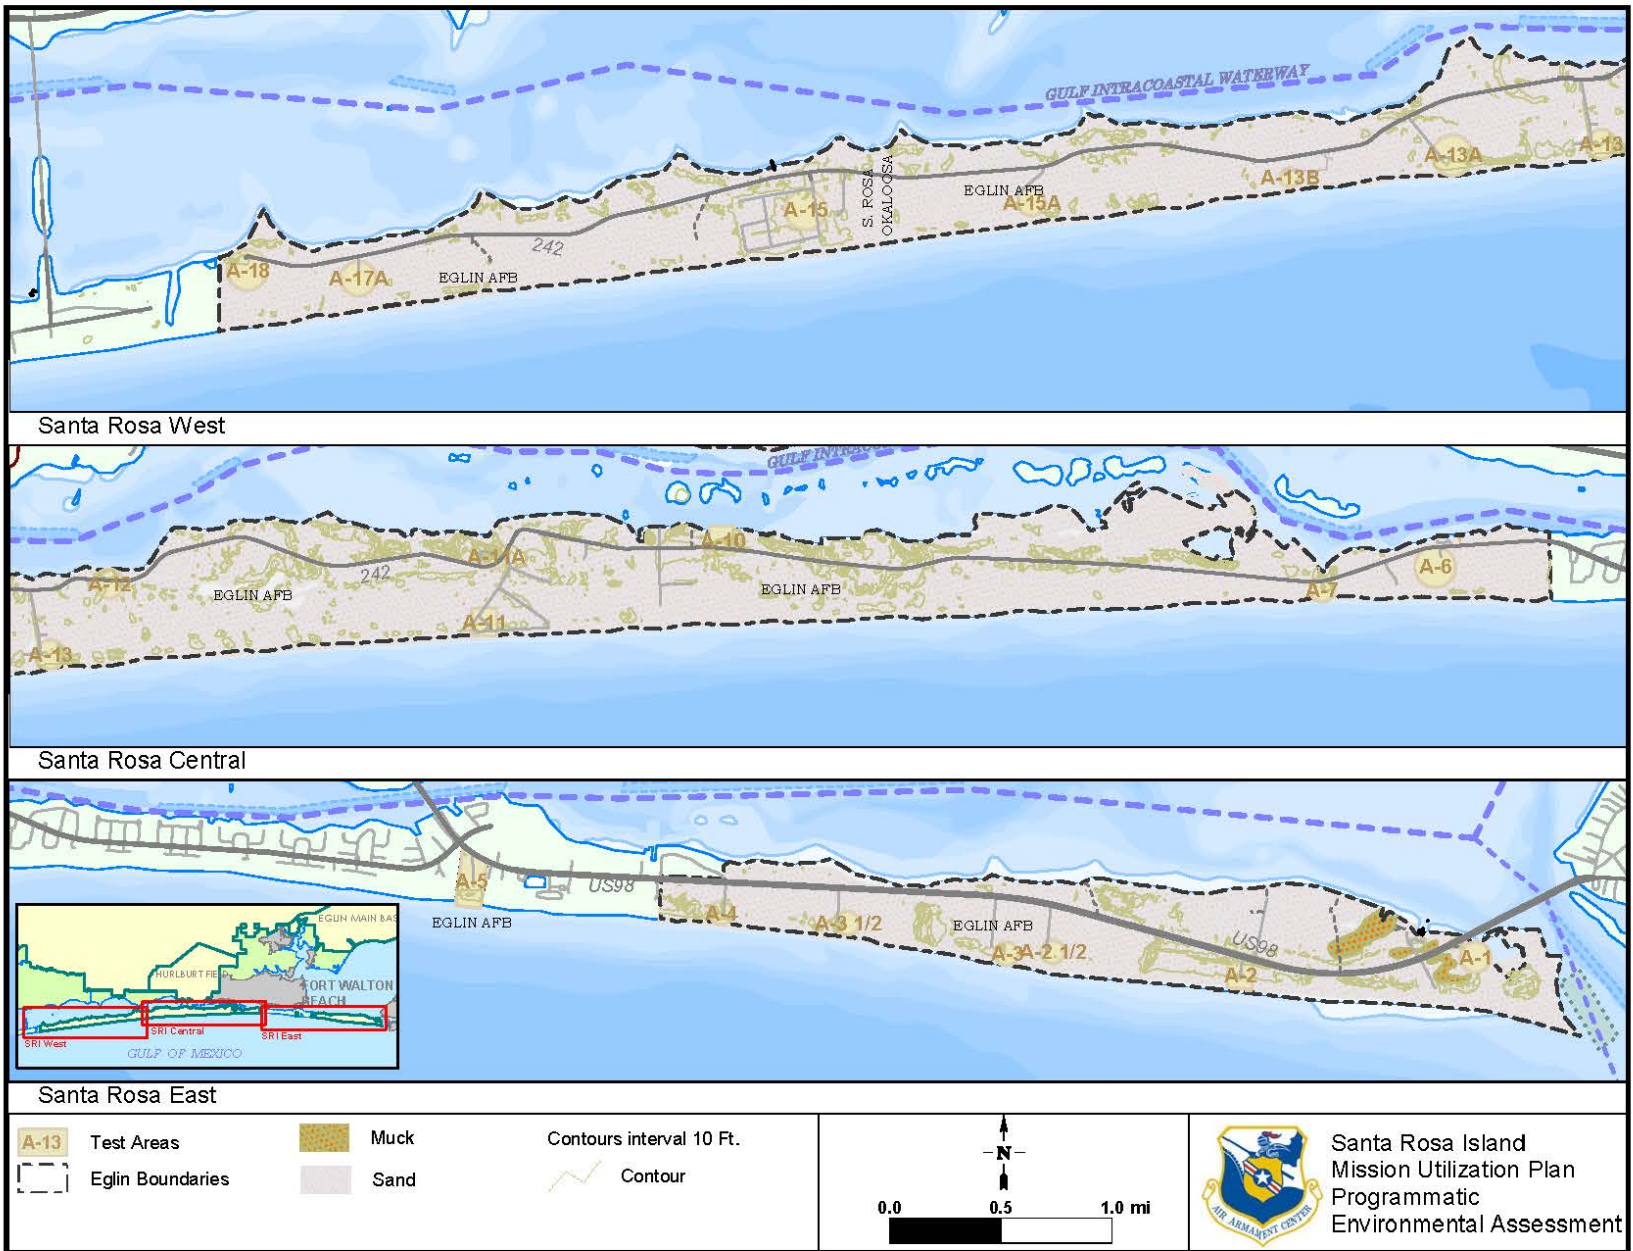 GULF INTRACOASTAL WATERWAY
A-13A
A-13
S. ROSA
OKALOOSA
EGLIN AFB
A-13B
A-15
A-15A
242
A-18
A-17A
EGLIN AFB
Santa Rosa West
GULF INTRACO
A-10
A-11A
242
A-12
EGLIN AFB
EGLIN AFB
A-7
A-6
A-11
A-13
Santa Rosa Central
A-5
US98
EGLIN AFB
A-4
A-3 1/2
EGLIN AFB
A-3
A-2 1/2
US98
A-2
A-1
EGLIN MAIN BAS
HURLBURT FIELD
FORT WALTON
BEACH
SRI West
SRI Central
SRI East
GULF OF MEXICO
Santa Rosa East
A-13
Test Areas
Eglin Boundaries
Muck
Sand
Contours interval 10 Ft.
Contour
N
0.0 0.5 1.0 mi
AIR ARMAMENT CENTER
Santa Rosa Island
Mission Utilization Plan
Programmatic
Environmental Assessment